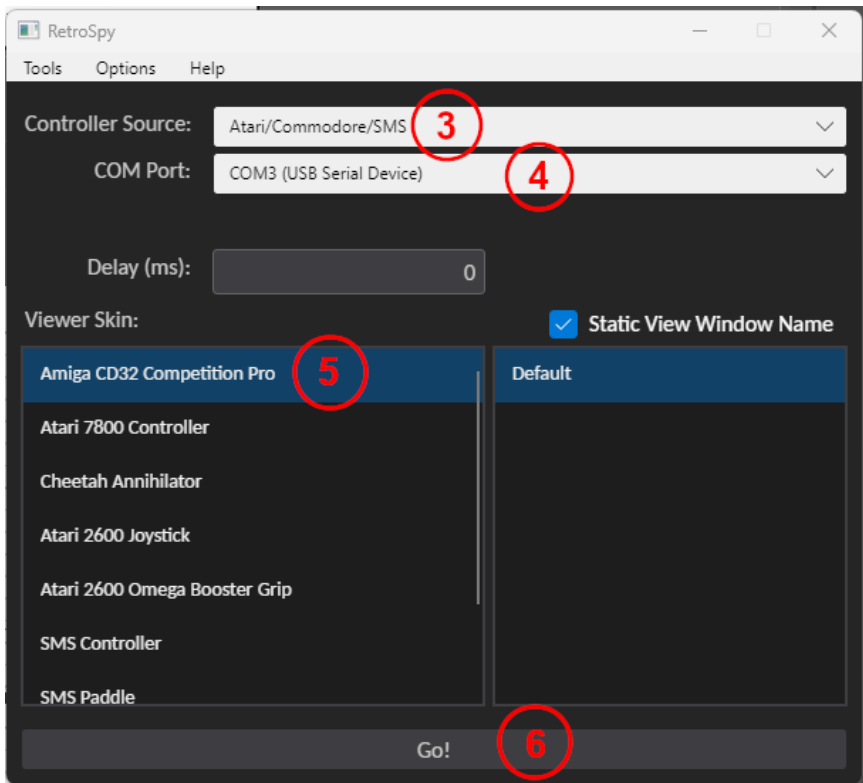 RetroSpy
Tools Options Help
Controller Source: Atari/Commodore/SMS 3
COM Port: COM3 (USB Serial Device) 4
Delay (ms): 0
Viewer Skin: Static View Window Name
Amiga CD32 Competition Pro 5 Default
Atari 7800 Controller
Cheetah Annihilator
Atari 2600 Joystick
Atari 2600 Omega Booster Grip
SMS Controller
SMS Paddle
Go! 6